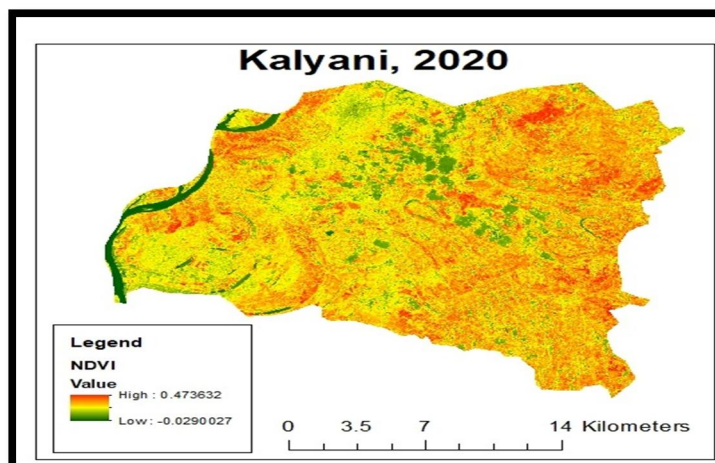 Kalyani, 2020
Legend
NDVI
Value
High : 0.473632
Low : -0.0290027
0 3.5 7 14 Kilometers